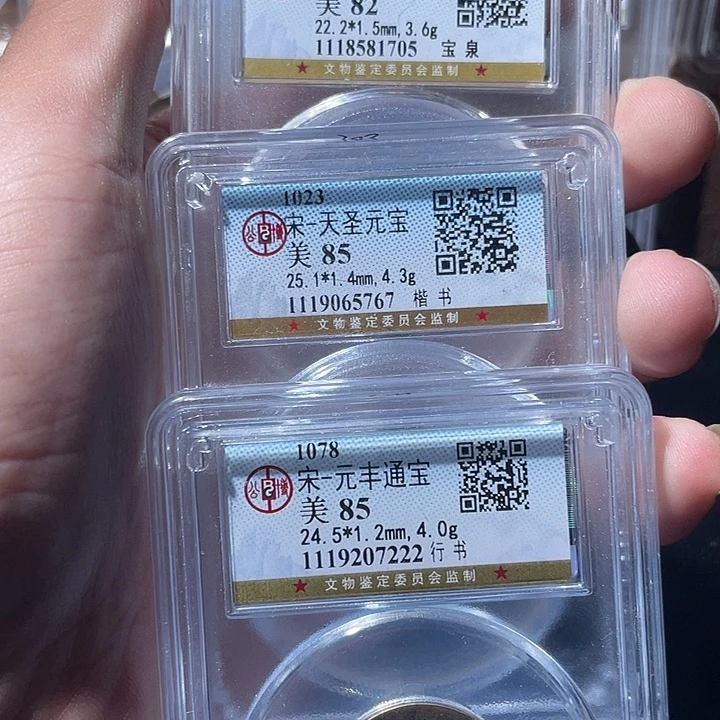 美 82
22.2*1.5mm,3.6g
1118581705 宝泉
★ 文物鉴定委员会监制 ★
1023
宋-天圣元宝
美 85
25.1*1.4mm,4.3g
1119065767 楷书
★ 文物鉴定委员会监制 ★
1078
宋-元丰通宝
美 85
24.5*1.2mm,4.0g
1119207222 行书
★ 文物鉴定委员会监制 ★